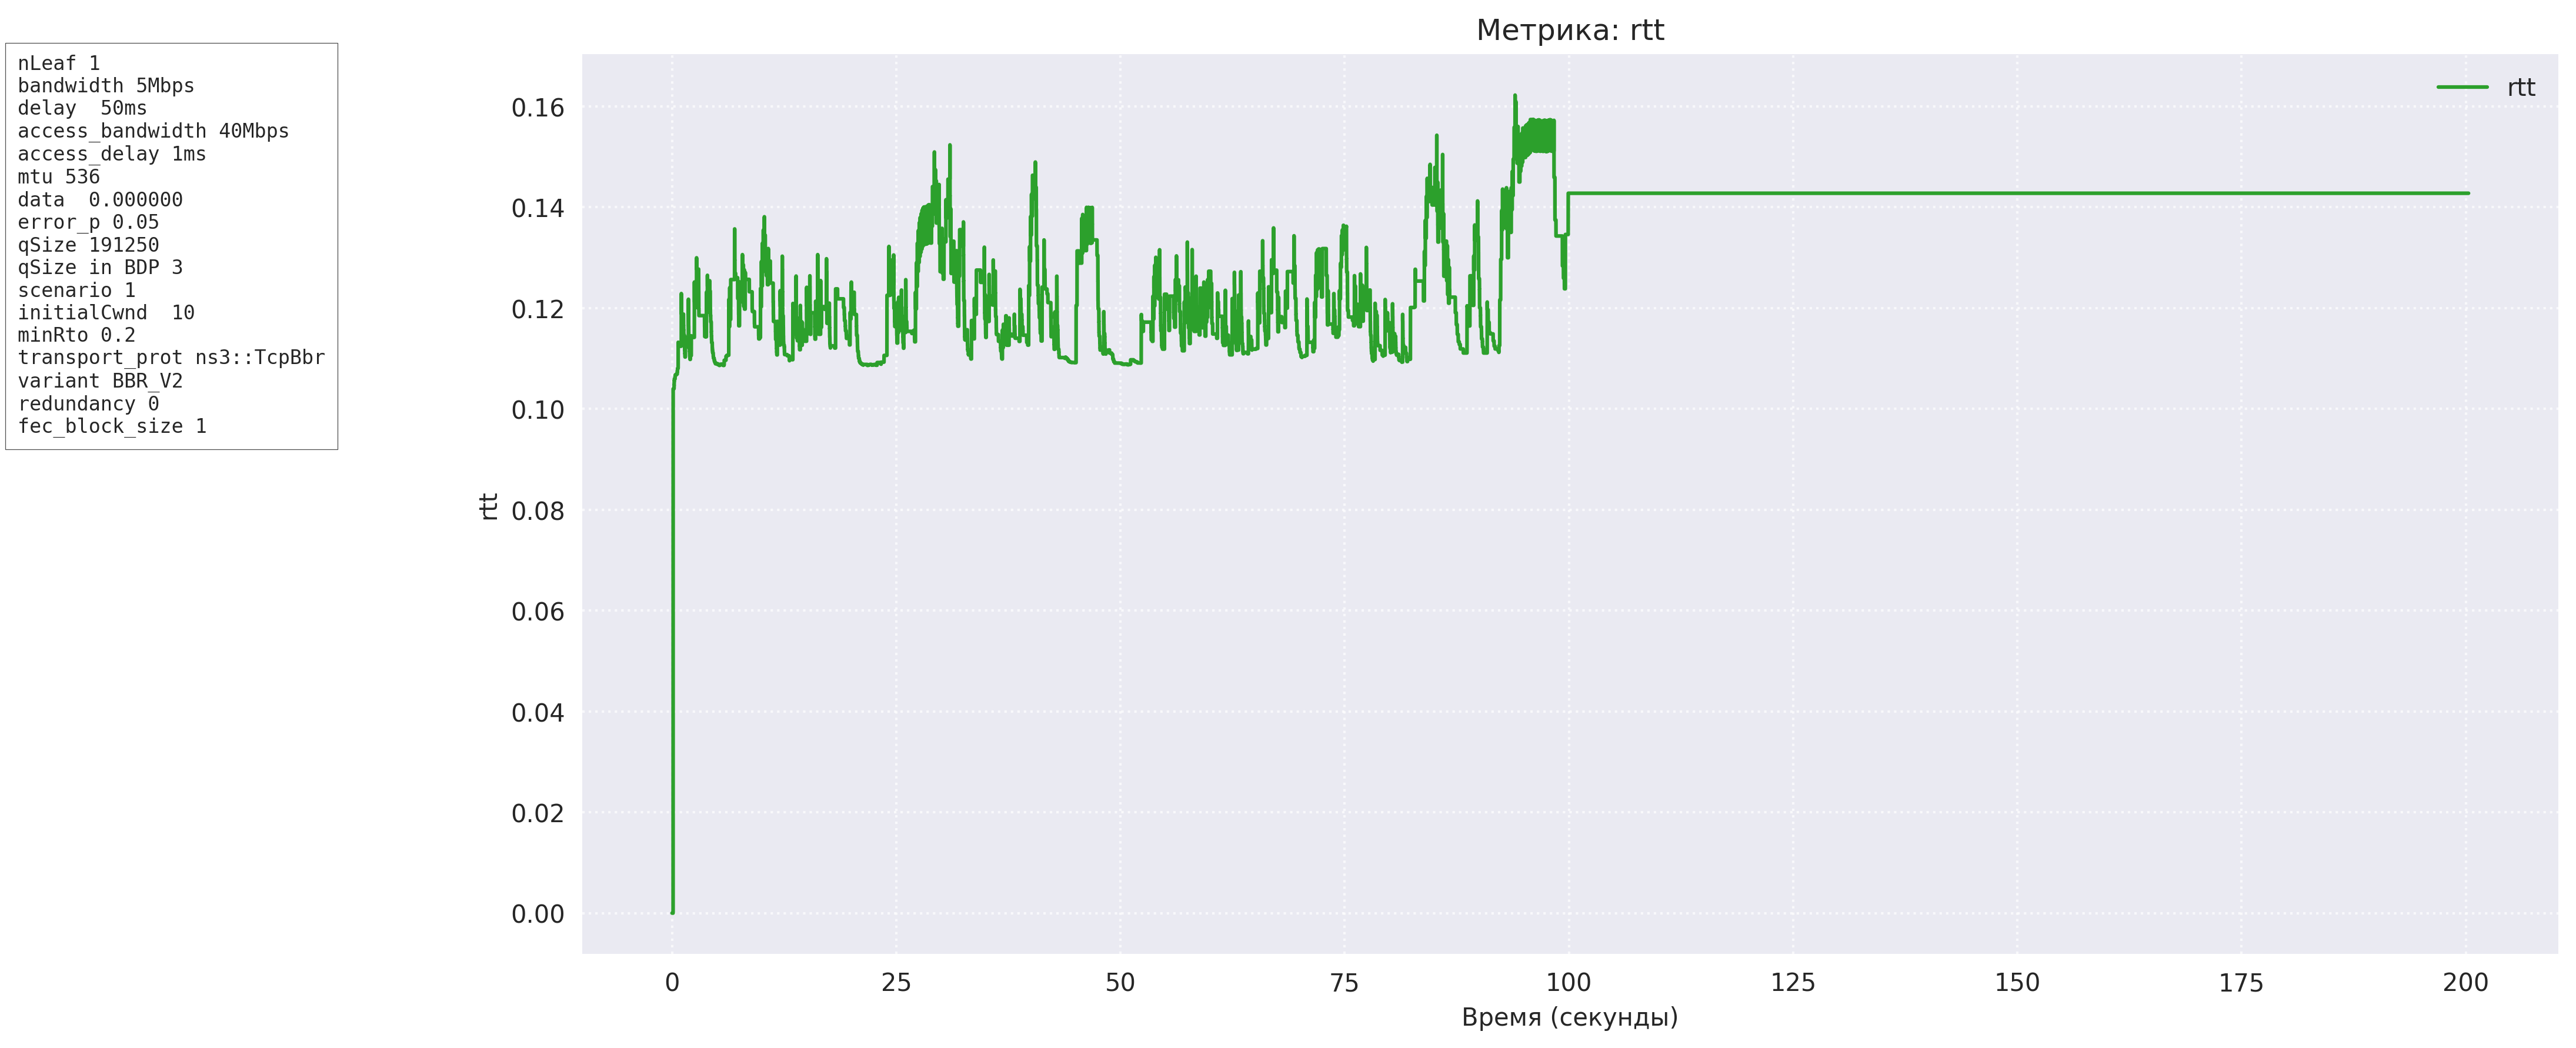 Метрика: rtt
nLeaf 1
bandwidth 5Mbps
delay  50ms
access_bandwidth 40Mbps
access_delay 1ms
mtu 536
data  0.000000
error_p 0.05
qSize 191250
qSize in BDP 3
scenario 1
initialCwnd  10
minRto 0.2
transport_prot ns3::TcpBbr
variant BBR_V2
redundancy 0
fec_block_size 1
rtt
rtt
0.16
0.14
0.12
0.10
0.08
0.06
0.04
0.02
0.00
0 25 50 75 100 125 150 175 200
Время (секунды)